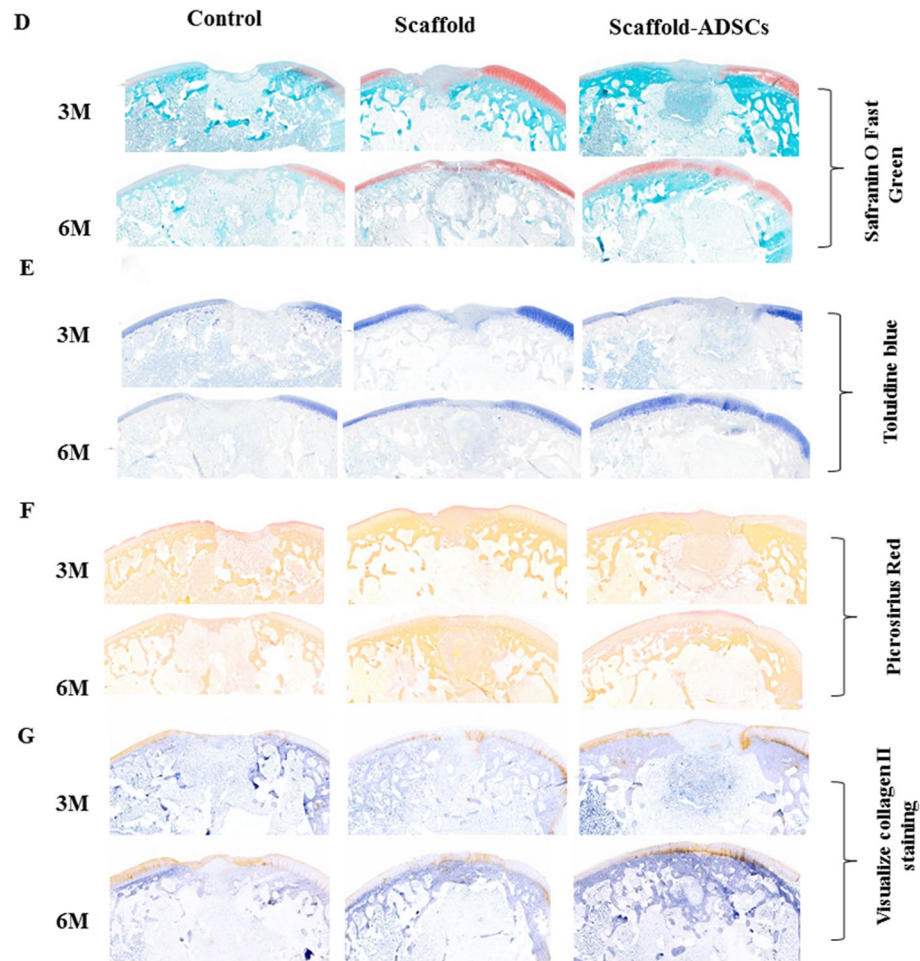 D
Control
Scaffold
Scaffold-ADSCs
3M
6M
Safranin O Fast
Green
E
3M
6M
Toluidine blue
F
3M
6M
Picrosirius Red
G
3M
6M
Visualize collagen II
staining